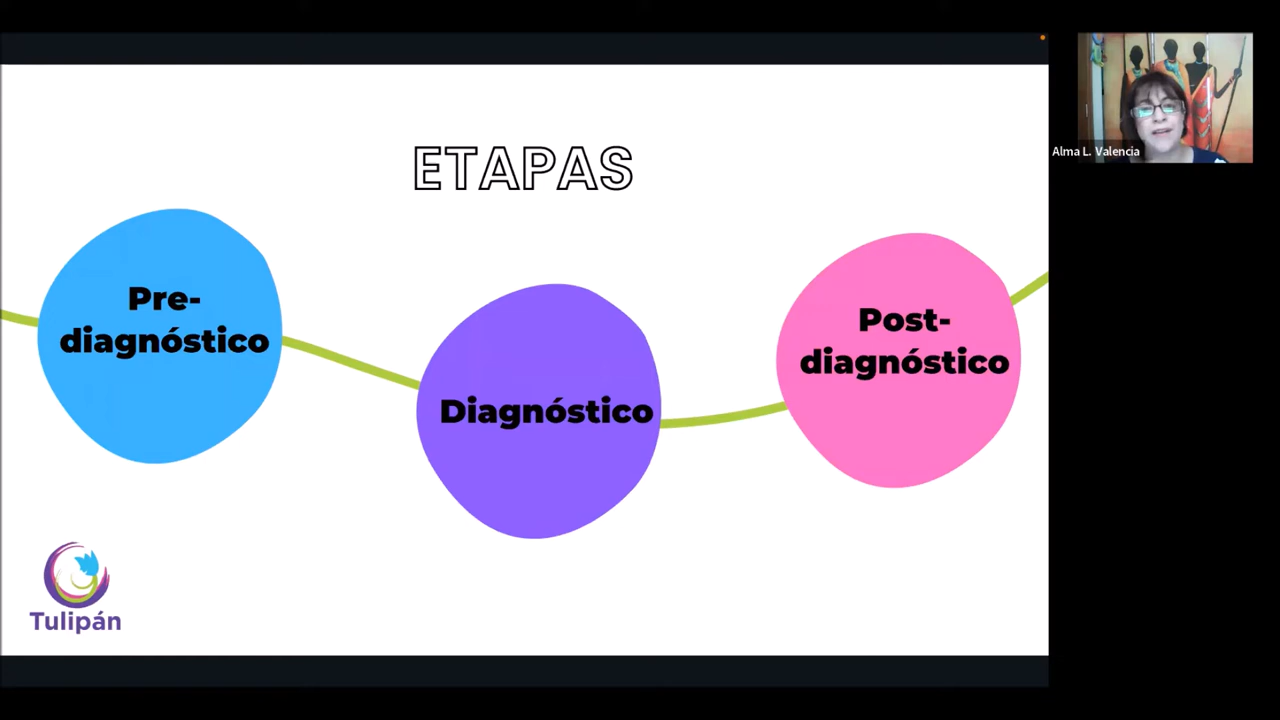 ETAPAS
Pre-
diagnóstico
Diagnóstico
Post-
diagnóstico
Tulipán
Alma L. Valencia